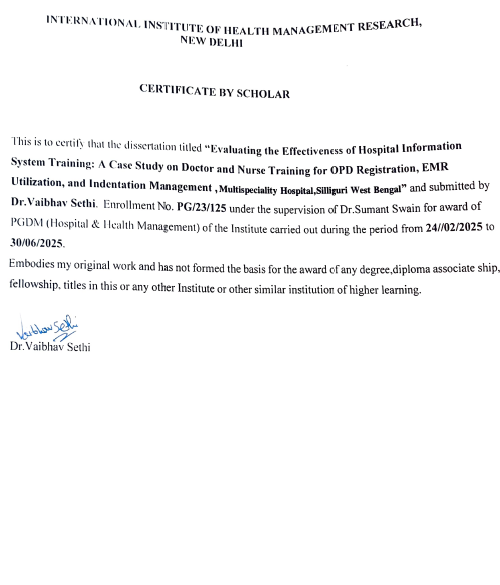 INTERNATIONAL INSTITUTE OF HEALTH MANAGEMENT RESEARCH,
NEW DELHI
CERTIFICATE BY SCHOLAR
This is to certify that the dissertation titled “Evaluating the Effectiveness of Hospital Information
System Training: A Case Study on Doctor and Nurse Training for OPD Registration, EMR
Utilization, and Indentation Management ,Multispeciality Hospital,Silliguri West Bengal” and submitted by
Dr.Vaibhav Sethi. Enrollment No. PG/23/125 under the supervision of Dr.Sumant Swain for award of
PGDM (Hospital & Health Management) of the Institute carried out during the period from 24//02/2025 to
30/06/2025.
Embodies my original work and has not formed the basis for the award of any degree,diploma associate ship,
fellowship, titles in this or any other Institute or other similar institution of higher learning.
Vaibhav Sethi
Dr.Vaibhav Sethi